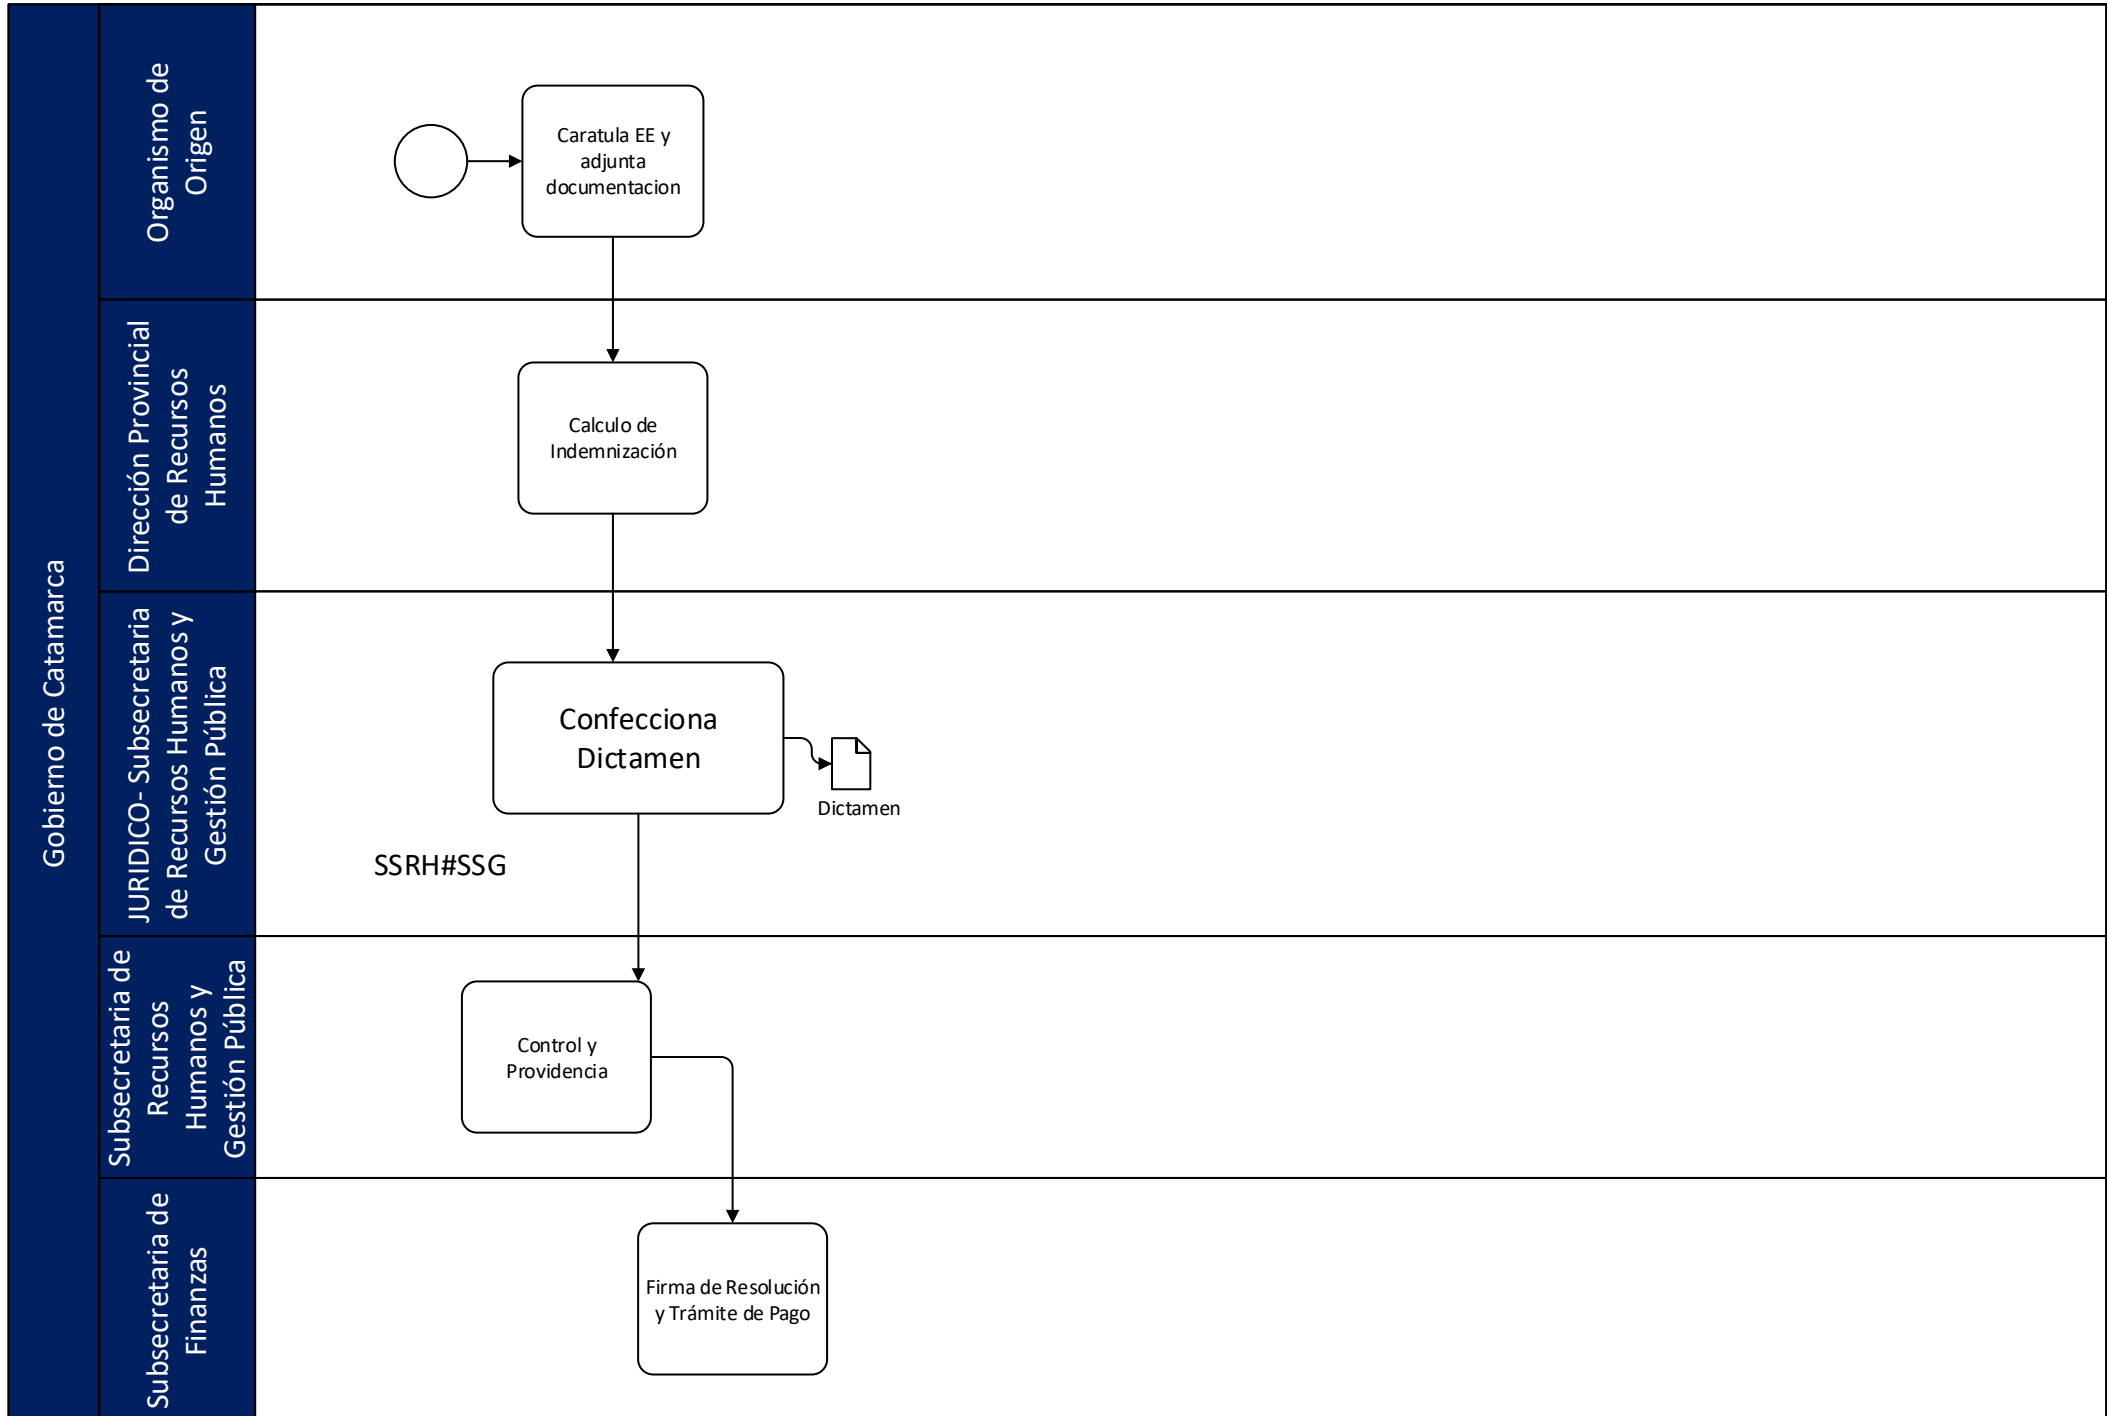 Gobierno de Catamarca
Organismo de
Origen
Caratula EE y
adjunta
documentacion
Dirección Provincial
de Recursos
Humanos
Calculo de
Indemnización
JURIDICO- Subsecretaria
de Recursos Humanos y
Gestión Pública
Confecciona
Dictamen
Dictamen
SSRH#SSG
Subsecretaria de
Recursos
Humanos y
Gestión Pública
Control y
Providencia
Subsecretaria de
Finanzas
Firma de Resolución
y Trámite de Pago